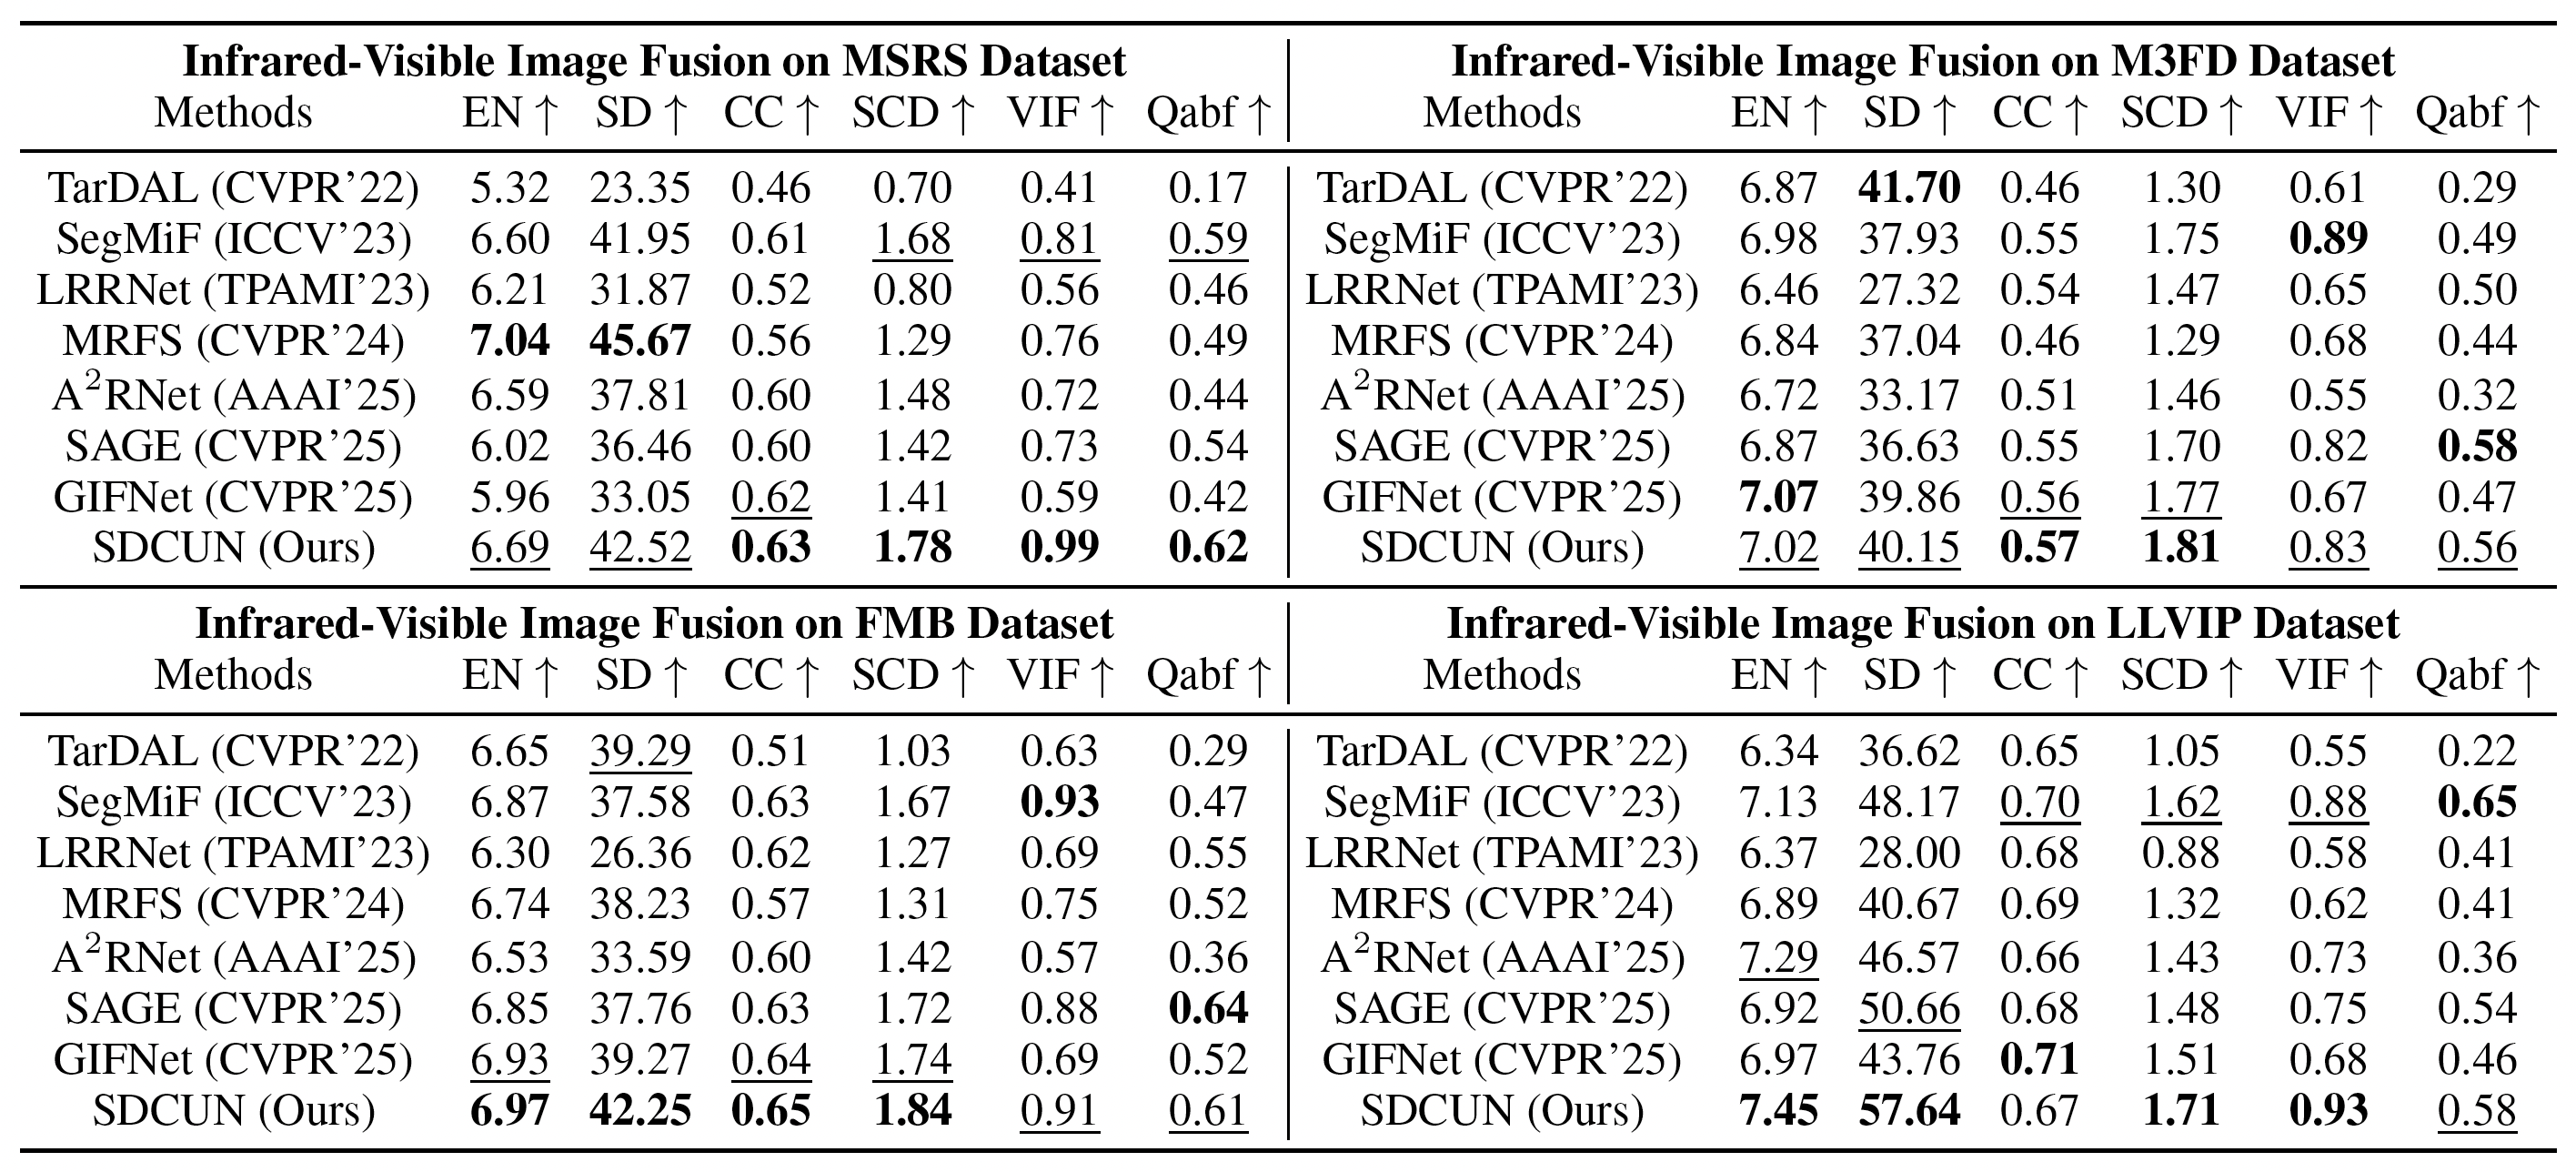 Infrared-Visible Image Fusion on MSRS Dataset
Methods EN ↑ SD ↑ CC ↑ SCD ↑ VIF ↑ Qabf ↑
TarDAL (CVPR’22) 5.32 23.35 0.46 0.70 0.41 0.17
SegMiF (ICCV’23) 6.60 41.95 0.61 1.68 0.81 0.59
LRRNet (TPAMI’23) 6.21 31.87 0.52 0.80 0.56 0.46
MRFS (CVPR’24) 7.04 45.67 0.56 1.29 0.76 0.49
A²RNet (AAAI’25) 6.59 37.81 0.60 1.48 0.72 0.44
SAGE (CVPR’25) 6.02 36.46 0.60 1.42 0.73 0.54
GIFNet (CVPR’25) 5.96 33.05 0.62 1.41 0.59 0.42
SDCUN (Ours) 6.69 42.52 0.63 1.78 0.99 0.62
Infrared-Visible Image Fusion on M3FD Dataset
Methods EN ↑ SD ↑ CC ↑ SCD ↑ VIF ↑ Qabf ↑
TarDAL (CVPR’22) 6.87 41.70 0.46 1.30 0.61 0.29
SegMiF (ICCV’23) 6.98 37.93 0.55 1.75 0.89 0.49
LRRNet (TPAMI’23) 6.46 27.32 0.54 1.47 0.65 0.50
MRFS (CVPR’24) 6.84 37.04 0.46 1.29 0.68 0.44
A²RNet (AAAI’25) 6.72 33.17 0.51 1.46 0.55 0.32
SAGE (CVPR’25) 6.87 36.63 0.55 1.70 0.82 0.58
GIFNet (CVPR’25) 7.07 39.86 0.56 1.77 0.67 0.47
SDCUN (Ours) 7.02 40.15 0.57 1.81 0.83 0.56
Infrared-Visible Image Fusion on FMB Dataset
Methods EN ↑ SD ↑ CC ↑ SCD ↑ VIF ↑ Qabf ↑
TarDAL (CVPR’22) 6.65 39.29 0.51 1.03 0.63 0.29
SegMiF (ICCV’23) 6.87 37.58 0.63 1.67 0.93 0.47
LRRNet (TPAMI’23) 6.30 26.36 0.62 1.27 0.69 0.55
MRFS (CVPR’24) 6.74 38.23 0.57 1.31 0.75 0.52
A²RNet (AAAI’25) 6.53 33.59 0.60 1.42 0.57 0.36
SAGE (CVPR’25) 6.85 37.76 0.63 1.72 0.88 0.64
GIFNet (CVPR’25) 6.93 39.27 0.64 1.74 0.69 0.52
SDCUN (Ours) 6.97 42.25 0.65 1.84 0.91 0.61
Infrared-Visible Image Fusion on LLVIP Dataset
Methods EN ↑ SD ↑ CC ↑ SCD ↑ VIF ↑ Qabf ↑
TarDAL (CVPR’22) 6.34 36.62 0.65 1.05 0.55 0.22
SegMiF (ICCV’23) 7.13 48.17 0.70 1.62 0.88 0.65
LRRNet (TPAMI’23) 6.37 28.00 0.68 0.88 0.58 0.41
MRFS (CVPR’24) 6.89 40.67 0.69 1.32 0.62 0.41
A²RNet (AAAI’25) 7.29 46.57 0.66 1.43 0.73 0.36
SAGE (CVPR’25) 6.92 50.66 0.68 1.48 0.75 0.54
GIFNet (CVPR’25) 6.97 43.76 0.71 1.51 0.68 0.46
SDCUN (Ours) 7.45 57.64 0.67 1.71 0.93 0.58